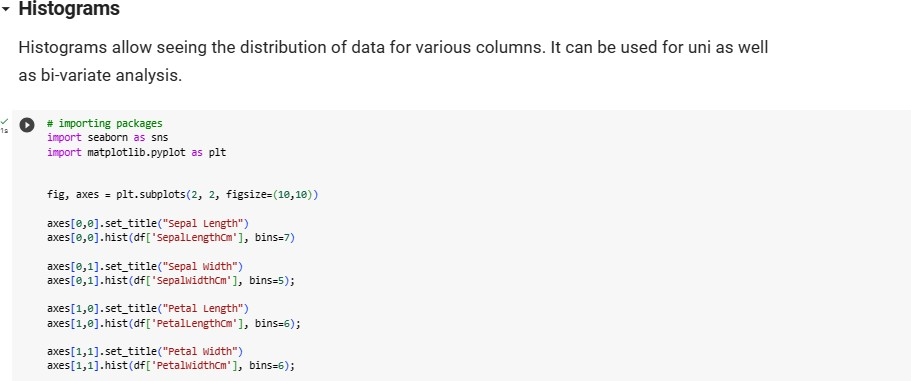 Histograms
Histograms allow seeing the distribution of data for various columns. It can be used for uni as well
as bi-variate analysis.
1s
# importing packages
import seaborn as sns
import matplotlib.pyplot as plt
fig, axes = plt.subplots(2, 2, figsize=(10,10))
axes[0,0].set_title("Sepal Length")
axes[0,0].hist(df['SepalLengthCm'], bins=7)
axes[0,1].set_title("Sepal Width")
axes[0,1].hist(df['SepalWidthCm'], bins=5);
axes[1,0].set_title("Petal Length")
axes[1,0].hist(df['PetalLengthCm'], bins=6);
axes[1,1].set_title("Petal Width")
axes[1,1].hist(df['PetalWidthCm'], bins=6);